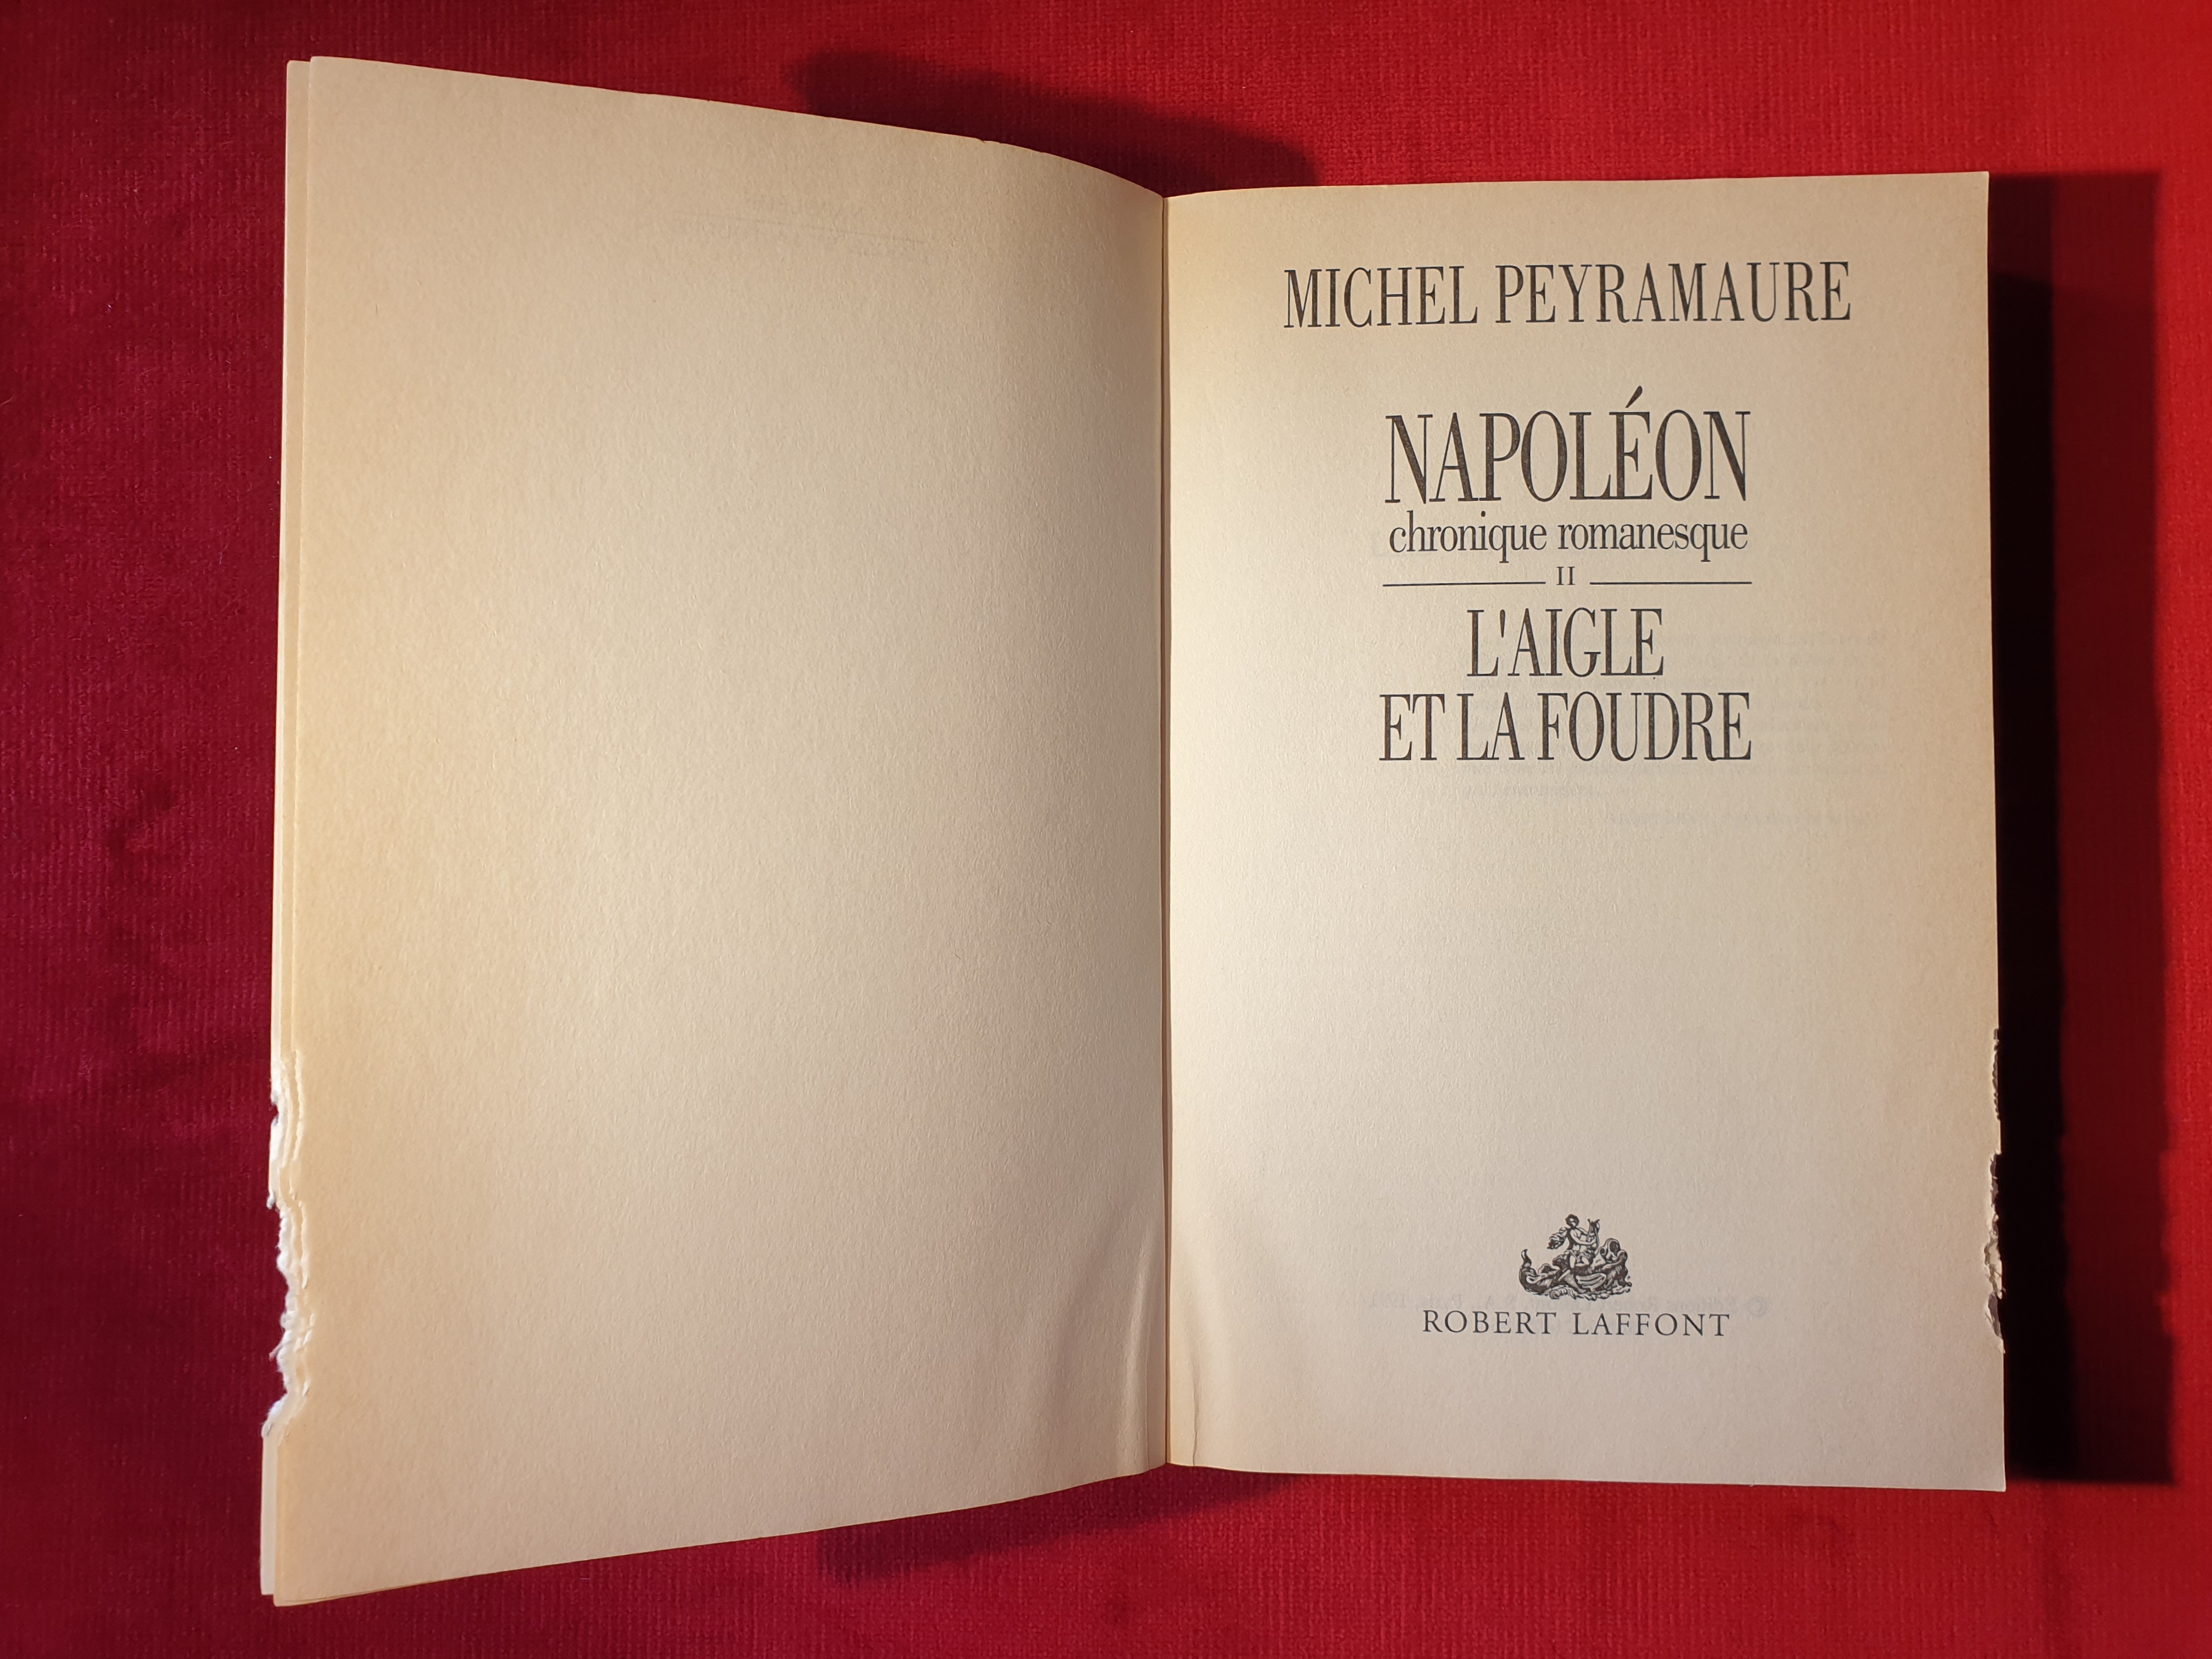 MICHEL PEYRAMAURE
NAPOLÉON
chronique romanesque
II
L'AIGLE
ET LA FOUDRE
ROBERT LAFFONT